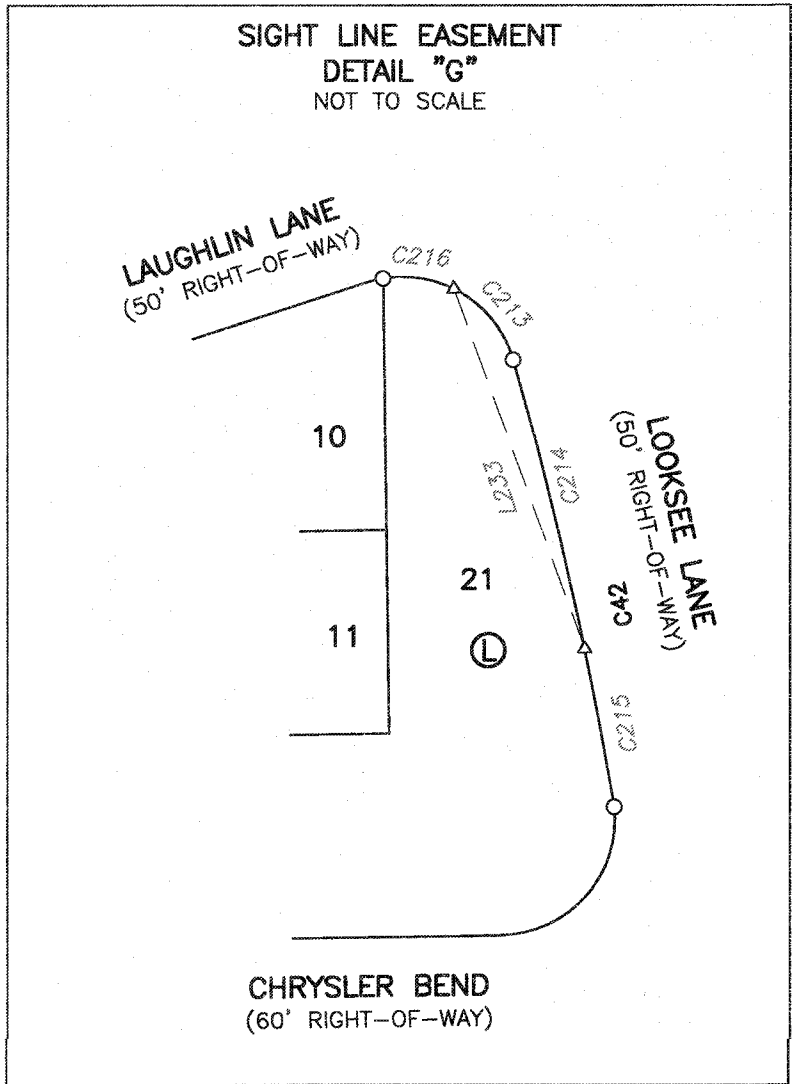 SIGHT LINE EASEMENT
DETAIL "G"
NOT TO SCALE
LAUGHLIN LANE
(50' RIGHT-OF-WAY)
C216
C213
10
L233
C214
LOOKSEE LANE
(50' RIGHT-OF-WAY)
21
C42
11
L
C215
CHRYSLER BEND
(60' RIGHT-OF-WAY)